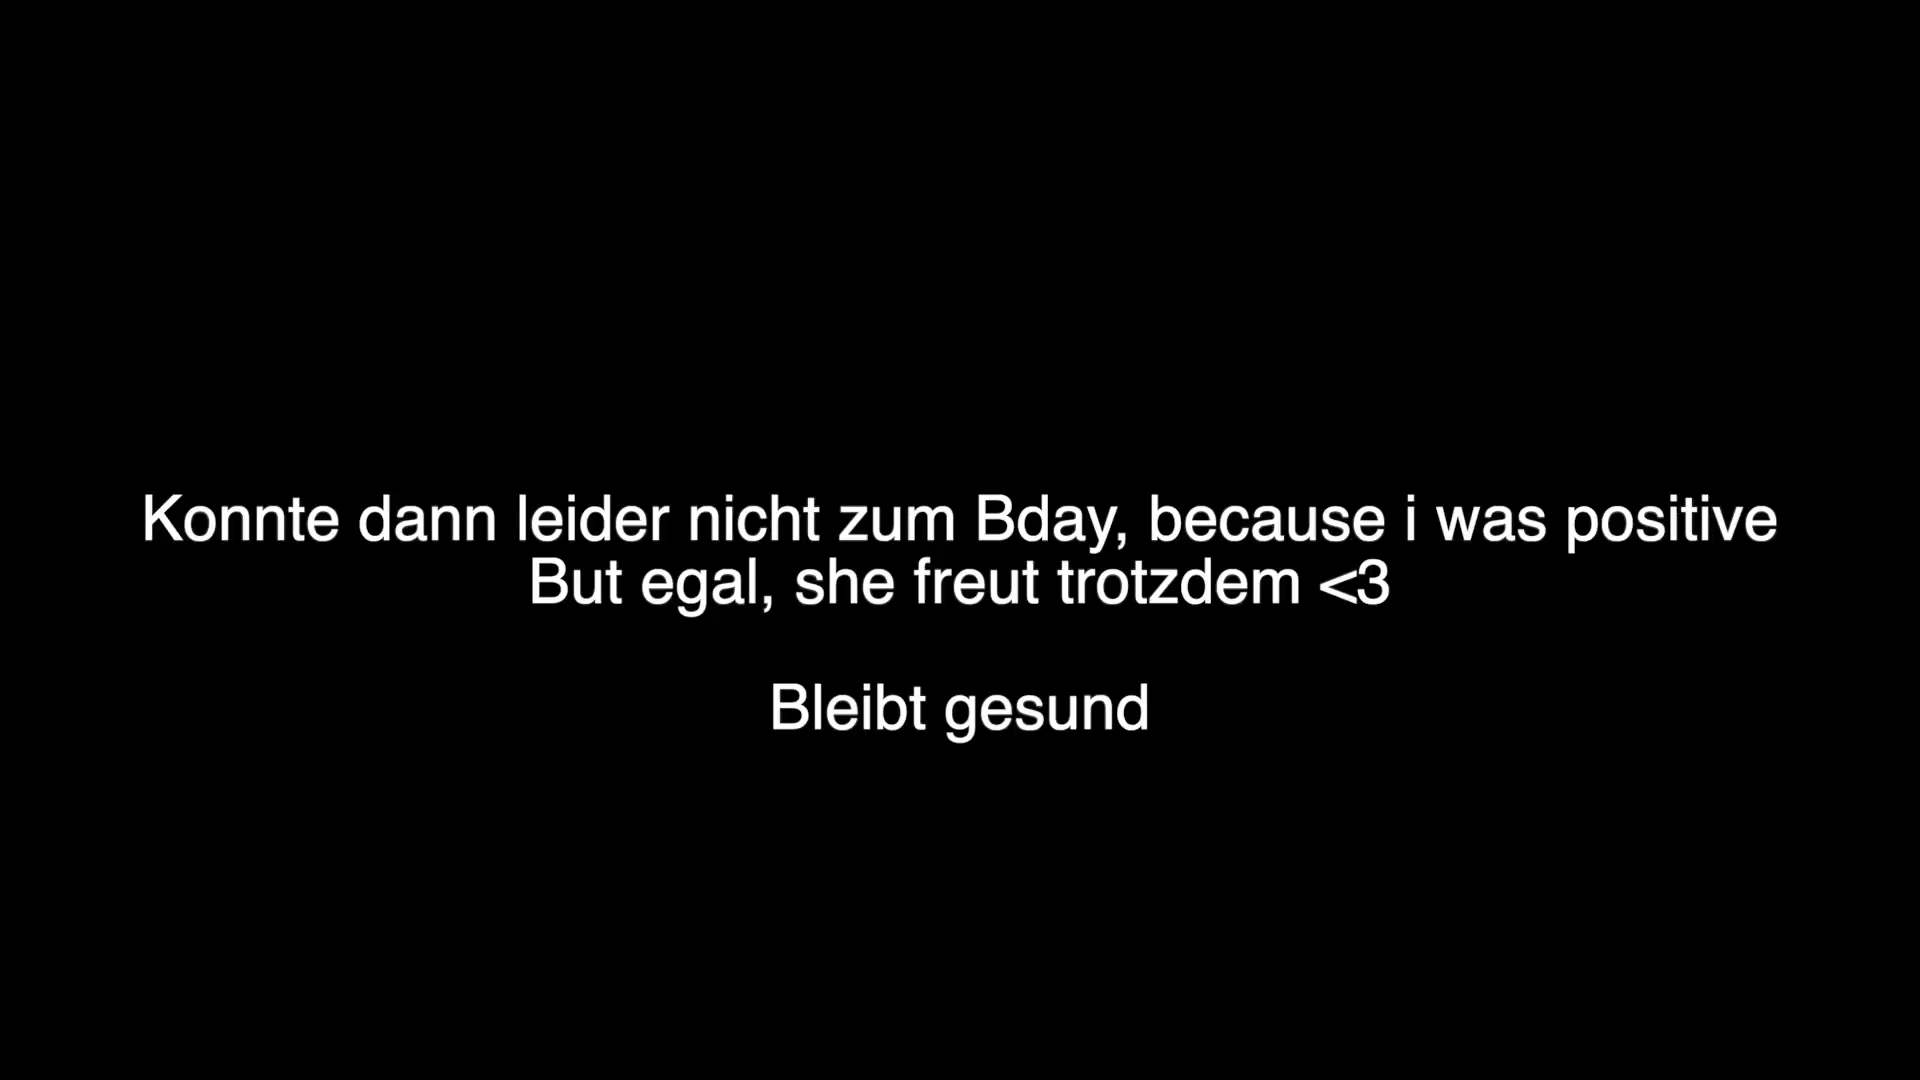 Konnte dann leider nicht zum Bday, because i was positive
But egal, she freut trotzdem <3
Bleibt gesund